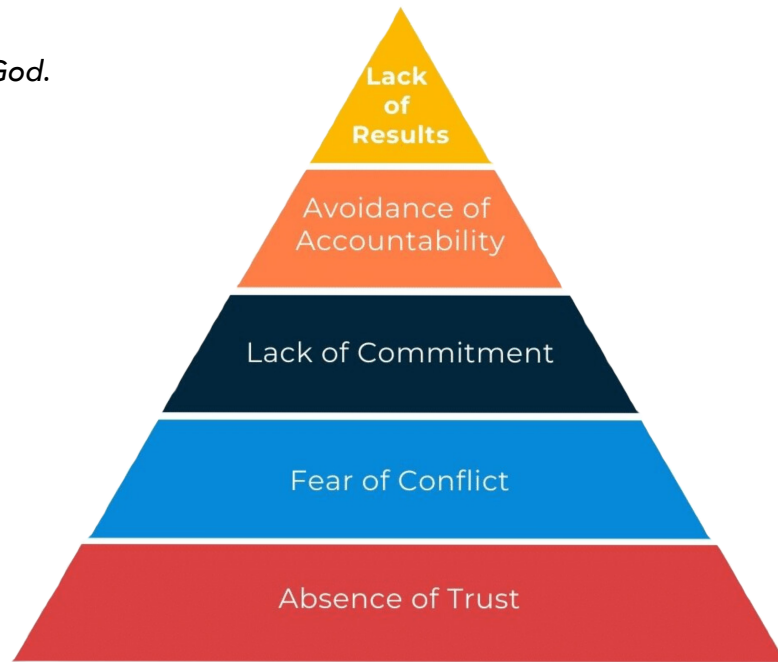 God.
Lack
of
Results
Avoidance of
Accountability
Lack of Commitment
Fear of Conflict
Absence of Trust